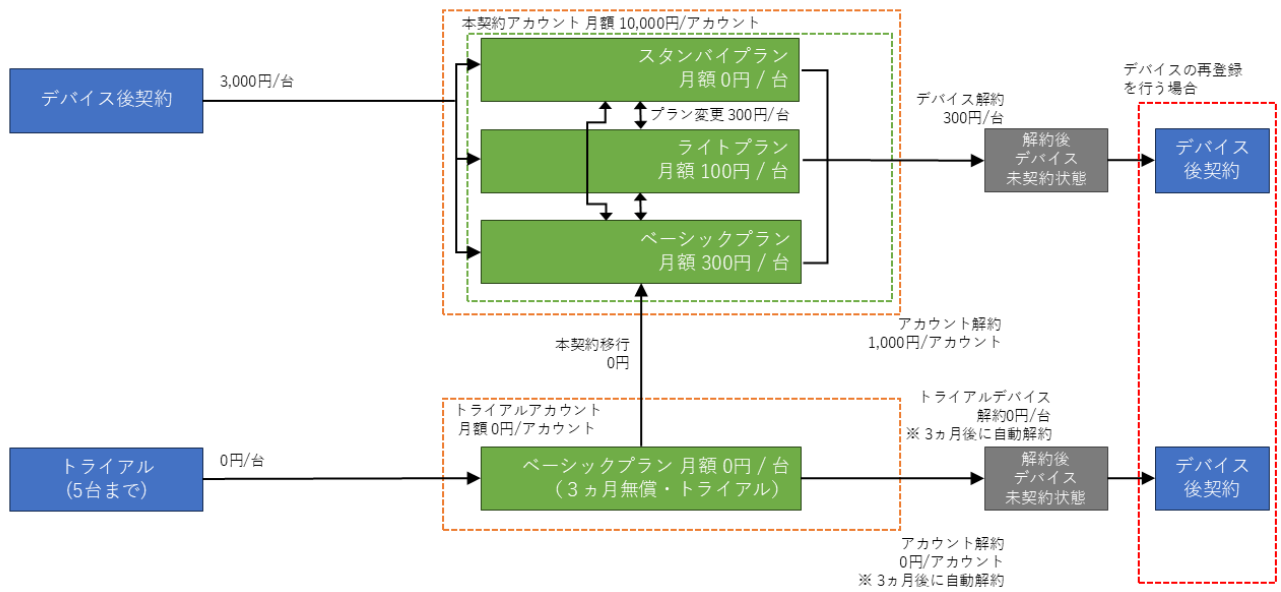 本契約アカウント 月額 10,000円/アカウント
デバイス後契約
3,000円/台
スタンバイプラン
月額 0円 / 台
プラン変更 300円/台
ライトプラン
月額 100円 / 台
ベーシックプラン
月額 300円 / 台
デバイス解約
300円/台
解約後
デバイス
未契約状態
デバイスの再登録
を行う場合
デバイス
後契約
アカウント解約
1,000円/アカウント
本契約移行
0円
トライアル
(5台まで)
0円/台
トライアルアカウント
月額 0円/アカウント
ベーシックプラン 月額 0円 / 台
（３ヵ月無償・トライアル）
トライアルデバイス
解約0円/台
※ 3ヵ月後に自動解約
解約後
デバイス
未契約状態
デバイス
後契約
アカウント解約
0円/アカウント
※ 3ヵ月後に自動解約